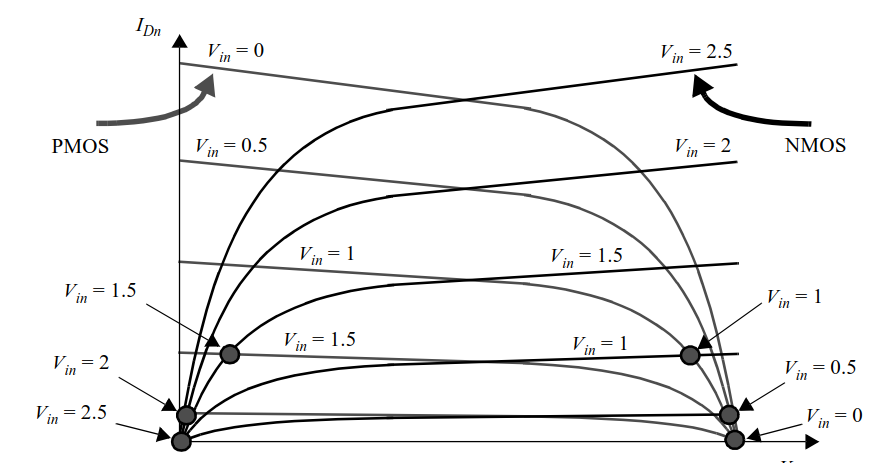 I_Dn
V_in = 0
V_in = 2.5
PMOS
V_in = 0.5
V_in = 2
NMOS
V_in = 1
V_in = 1.5
V_in = 1.5
V_in = 1
V_in = 1.5
V_in = 1
V_in = 2
V_in = 0.5
V_in = 2.5
V_in = 0